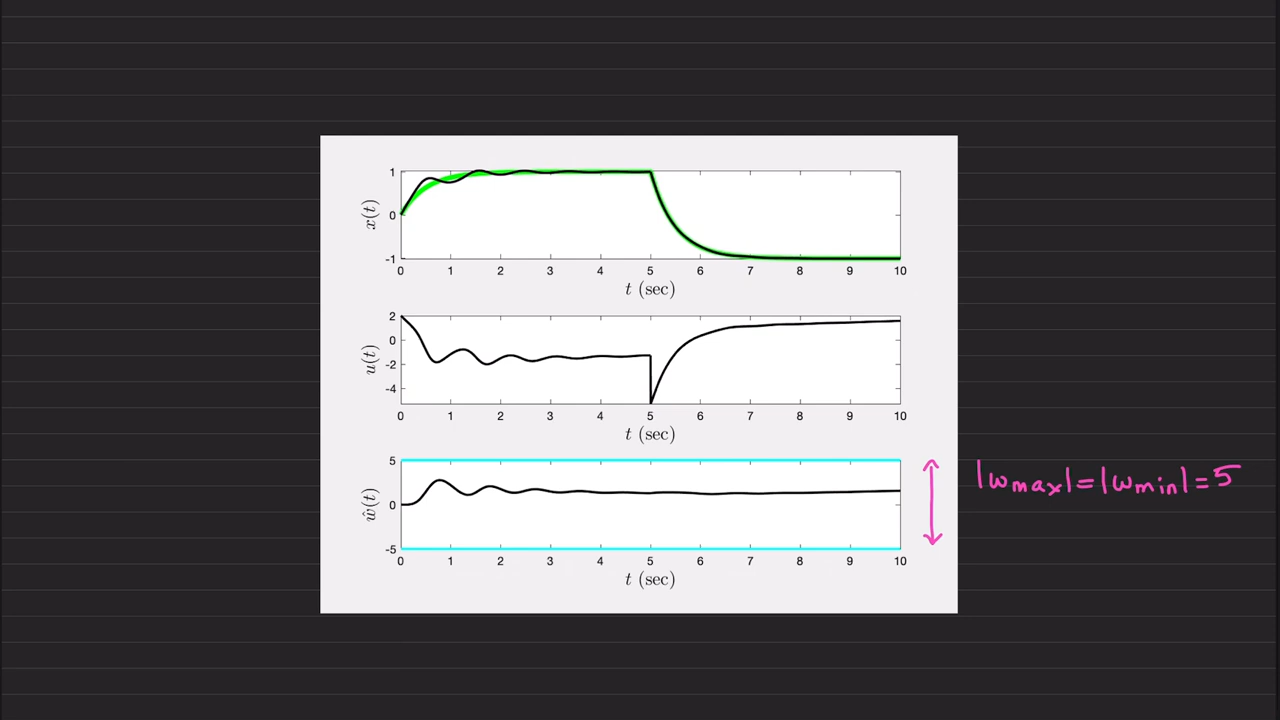 1
0
-1
x(t)
0 1 2 3 4 5 6 7 8 9 10
t (sec)
2
0
-2
-4
u(t)
0 1 2 3 4 5 6 7 8 9 10
t (sec)
5
0
-5
ŵ(t)
0 1 2 3 4 5 6 7 8 9 10
t (sec)
|wmax|=|wmin|=5